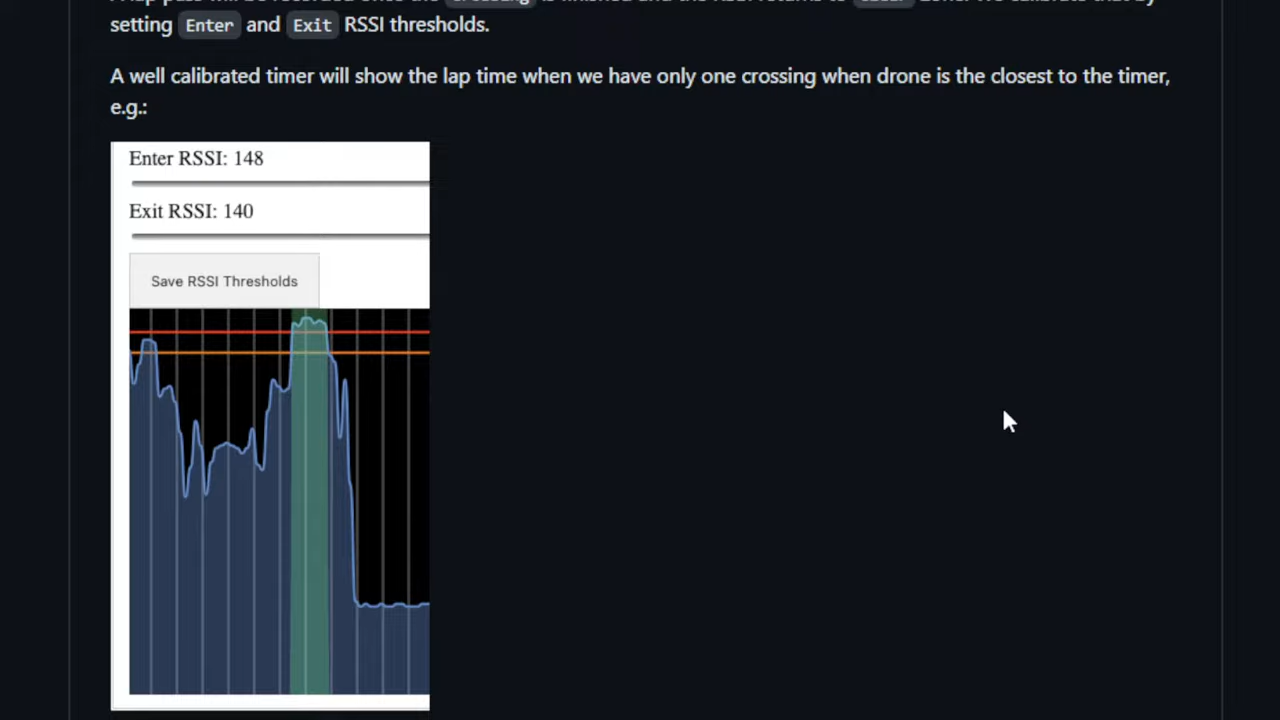 setting Enter and Exit RSSI thresholds.
A well calibrated timer will show the lap time when we have only one crossing when drone is the closest to the timer,
e.g.:
Enter RSSI: 148
Exit RSSI: 140
Save RSSI Thresholds